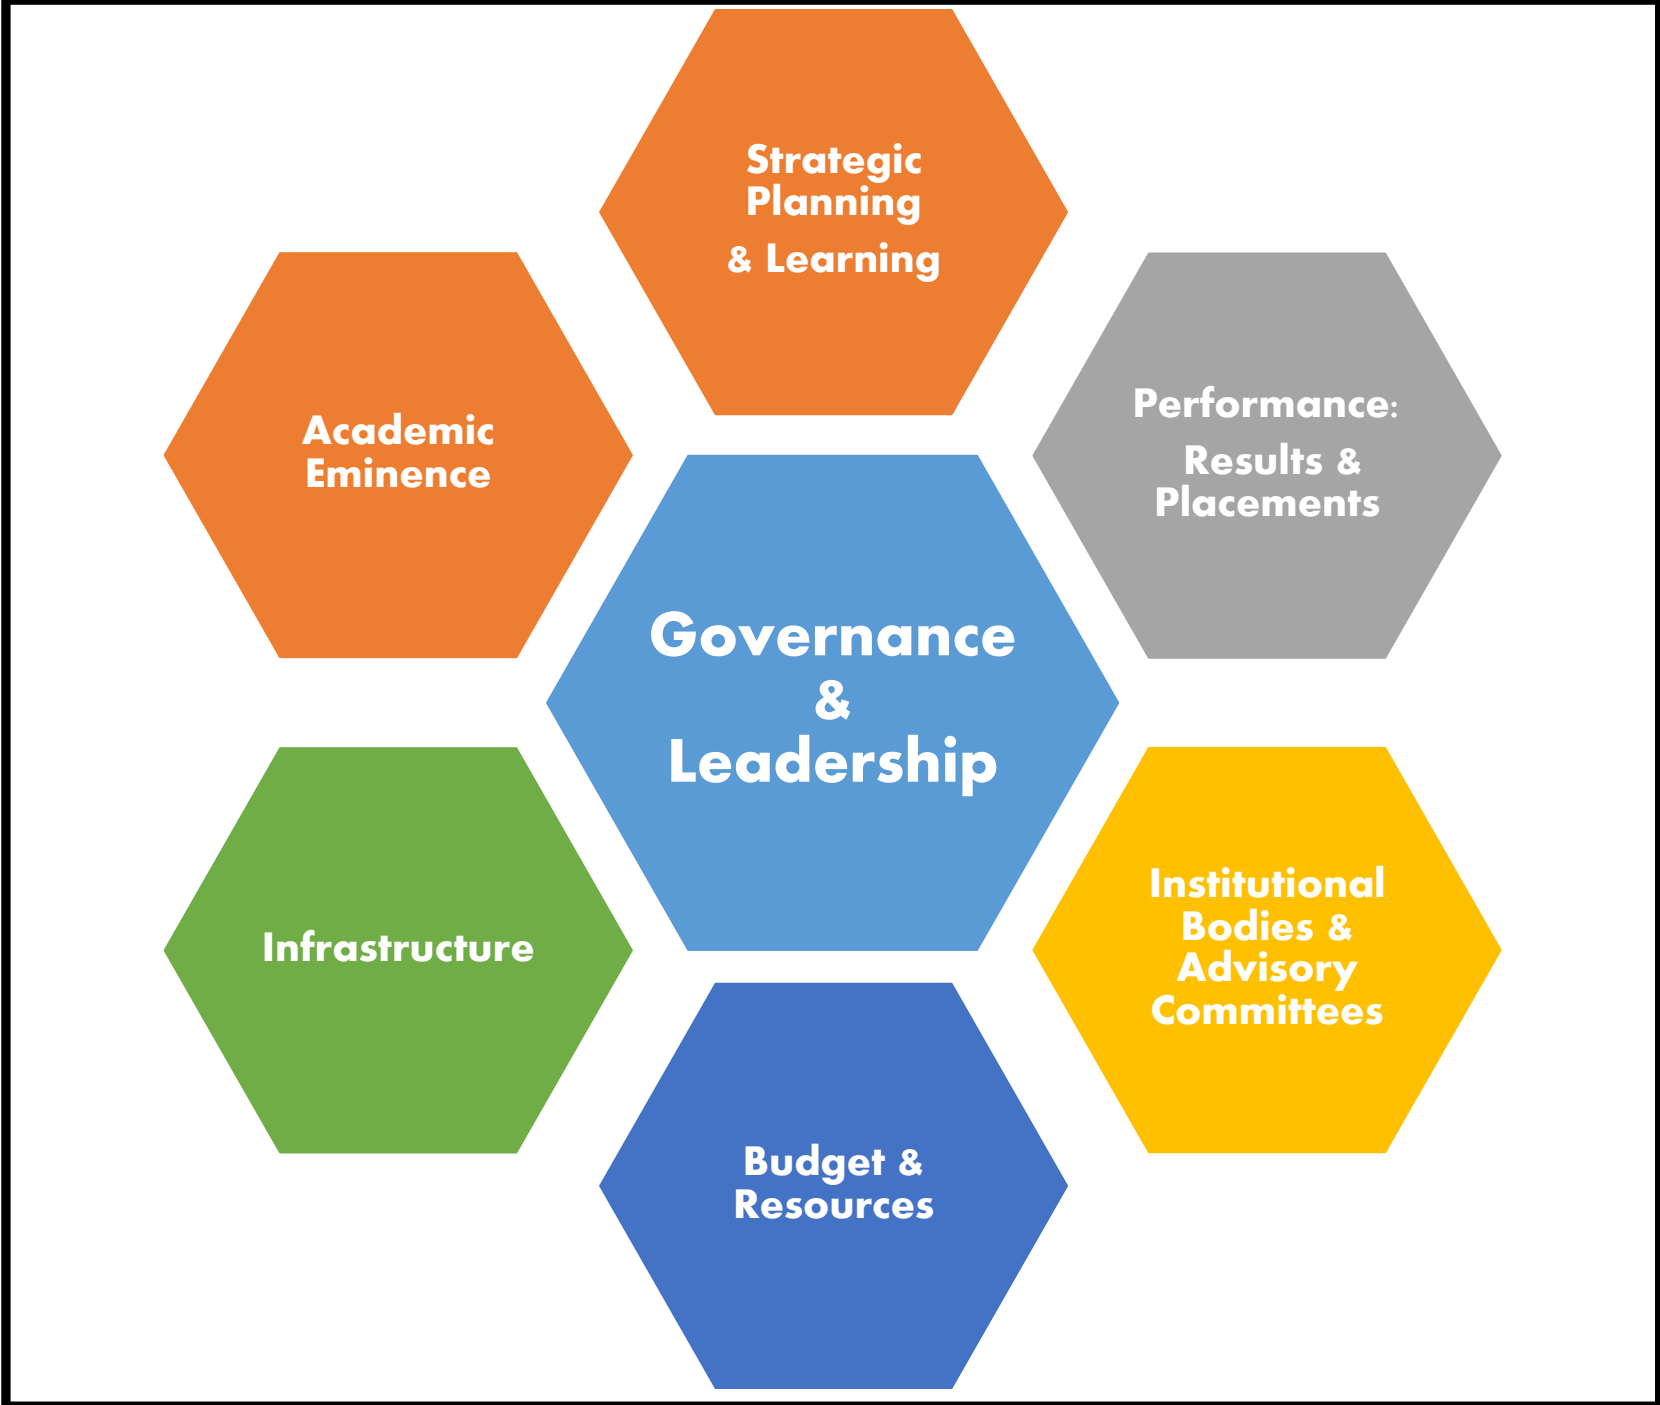 Strategic
Planning
& Learning
Academic
Eminence
Performance:
Results &
Placements
Governance
&
Leadership
Infrastructure
Institutional
Bodies &
Advisory
Committees
Budget &
Resources